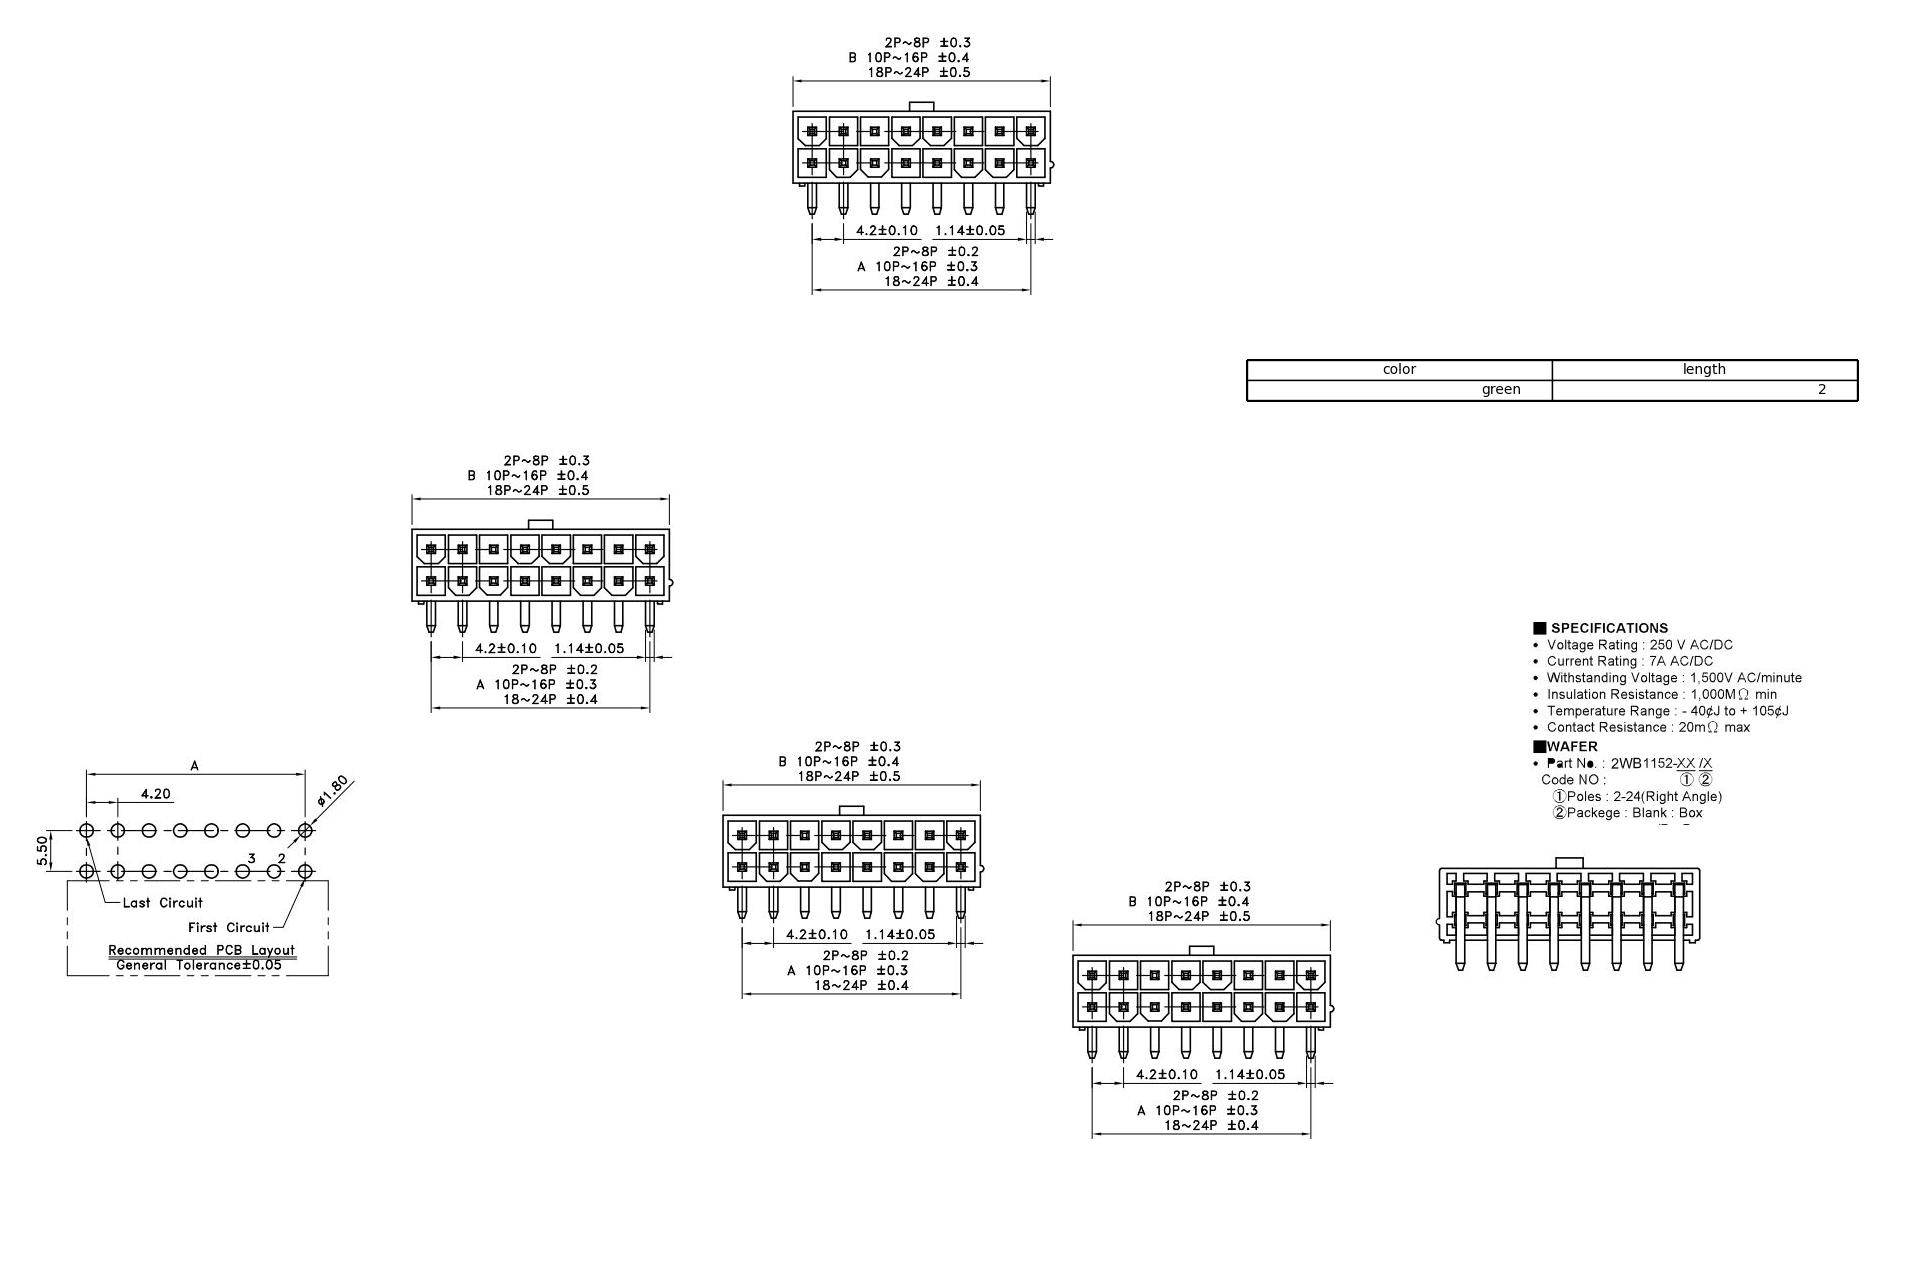 2P~8P ±0.3
B 10P~16P ±0.4
18P~24P ±0.5
4.2±0.10 1.14±0.05
2P~8P ±0.2
A 10P~16P ±0.3
18~24P ±0.4
color length
green 2
2P~8P ±0.3
B 10P~16P ±0.4
18P~24P ±0.5
4.2±0.10 1.14±0.05
2P~8P ±0.2
A 10P~16P ±0.3
18~24P ±0.4
■ SPECIFICATIONS
• Voltage Rating : 250 V AC/DC
• Current Rating : 7A AC/DC
• Withstanding Voltage : 1,500V AC/minute
• Insulation Resistance : 1,000MΩ min
• Temperature Range : - 40¢J to + 105¢J
• Contact Resistance : 20mΩ max
■WAFER
• Part No. : 2WB1152-XX /X
Code NO : ① ②
①Poles : 2-24(Right Angle)
②Packege : Blank : Box
A
4.20
ø1.80
5.50
3 2
Last Circuit
First Circuit
Recommended PCB Layout
General Tolerance±0.05
2P~8P ±0.3
B 10P~16P ±0.4
18P~24P ±0.5
4.2±0.10 1.14±0.05
2P~8P ±0.2
A 10P~16P ±0.3
18~24P ±0.4
2P~8P ±0.3
B 10P~16P ±0.4
18P~24P ±0.5
4.2±0.10 1.14±0.05
2P~8P ±0.2
A 10P~16P ±0.3
18~24P ±0.4